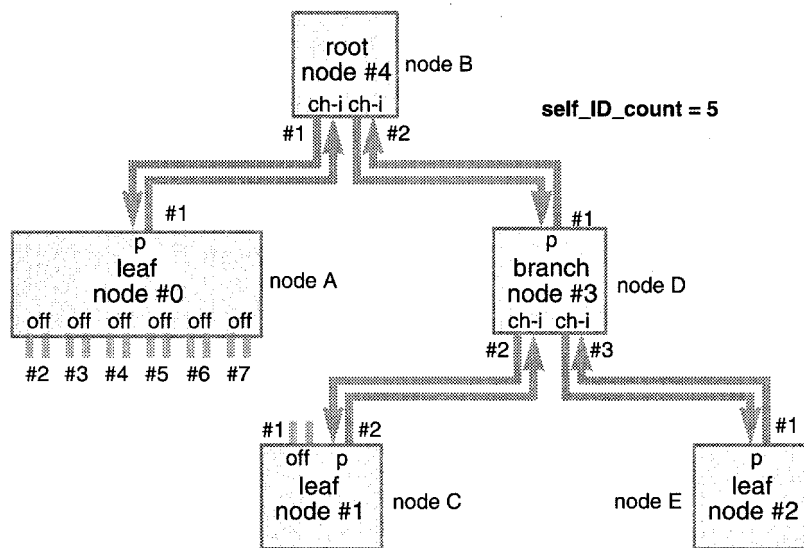 root
node #4
node B
ch-i ch-i
self_ID_count = 5
#1
#2
#1
#1
p
leaf
node #0
node A
off off off off off off
#2 #3 #4 #5 #6 #7
p
branch
node #3
node D
ch-i ch-i
#2
#3
#1
#2
off p
leaf
node #1
node C
#1
p
leaf
node #2
node E